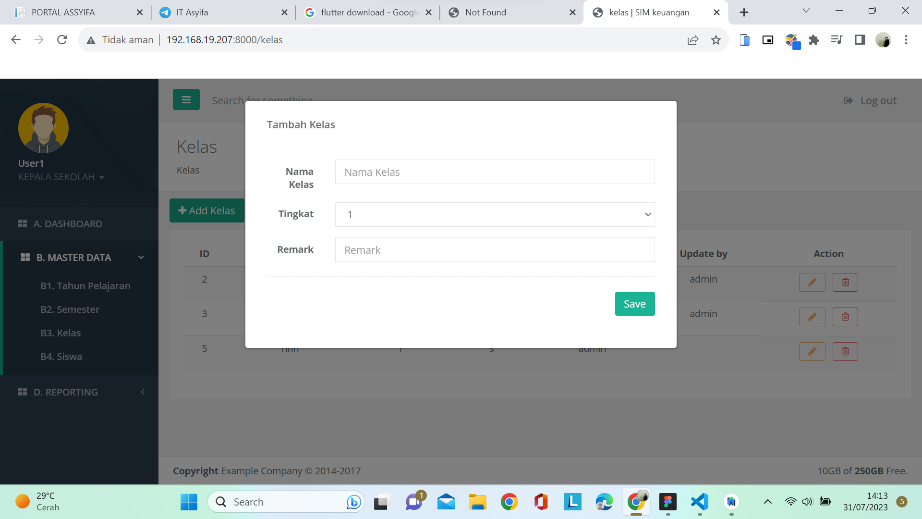 PORTAL ASSYIFA
IT Asyifa
flutter download - Googl
Not Found
kelas | SIM keuangan
Tidak aman
192.168.19.207:8000/kelas
Search for something
Log out
User1
KEPALA SEKOLAH
A. DASHBOARD
B. MASTER DATA
B1. Tahun Pelajaran
B2. Semester
B3. Kelas
B4. Siswa
D. REPORTING
Kelas
Kelas
Add Kelas
ID
Update by
Action
2
admin
3
admin
5
admin
Tambah Kelas
Nama Kelas
Nama Kelas
Tingkat
1
Remark
Remark
Save
Copyright Example Company © 2014-2017
10GB of 250GB Free.
29°C
Cerah
Search
1
14:13
31/07/2023
5